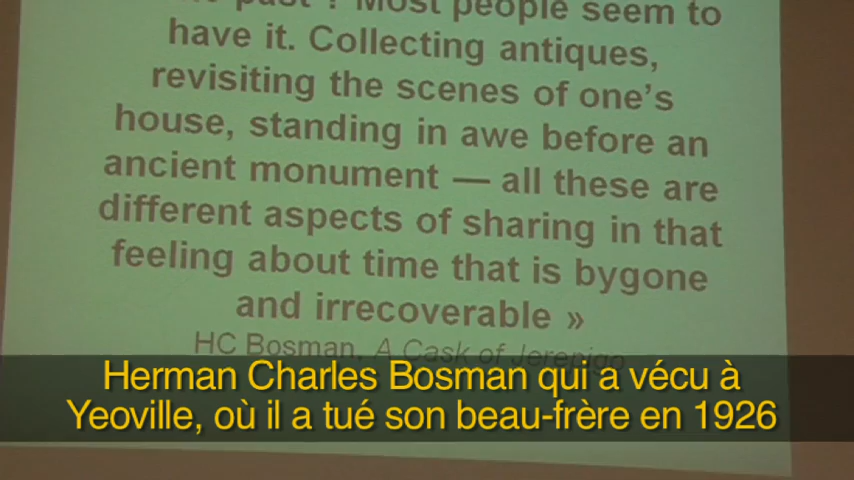 past ? Most people seem to
have it. Collecting antiques,
revisiting the scenes of one's
house, standing in awe before an
ancient monument — all these are
different aspects of sharing in that
feeling about time that is bygone
and irrecoverable »
HC Bosman, A Cask of Jerepigo
Herman Charles Bosman qui a vécu à
Yeoville, où il a tué son beau-frère en 1926